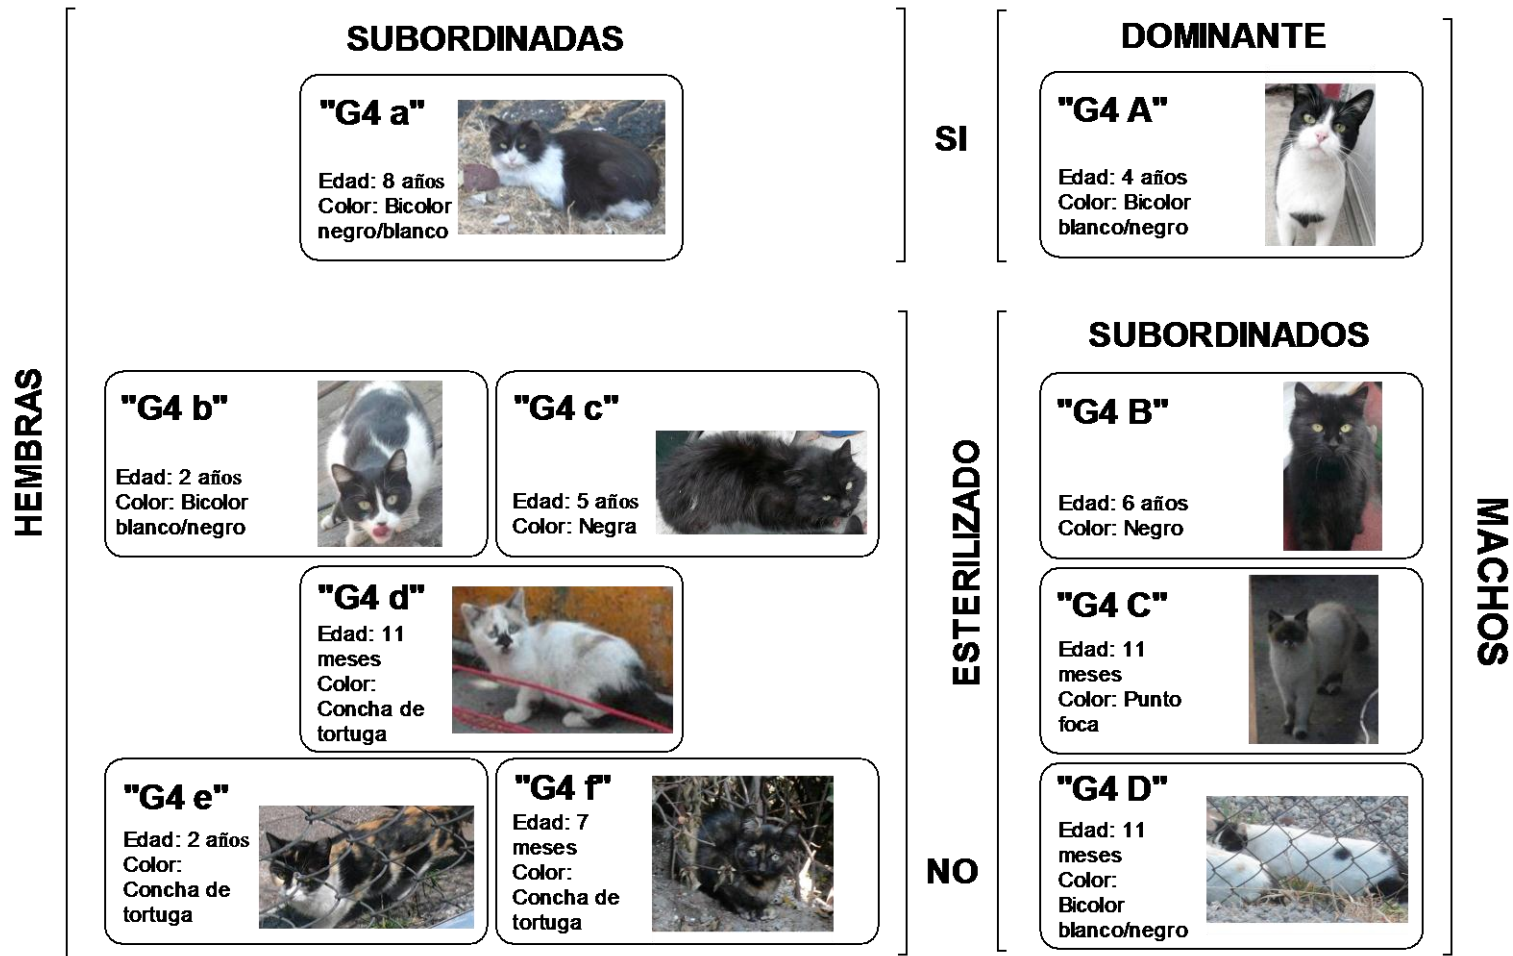 SUBORDINADAS
DOMINANTE
"G4 a"
Edad: 8 años
Color: Bicolor
negro/blanco
SI
"G4 A"
Edad: 4 años
Color: Bicolor
blanco/negro
HEMBRAS
"G4 b"
Edad: 2 años
Color: Bicolor
blanco/negro
"G4 c"
Edad: 5 años
Color: Negra
"G4 d"
Edad: 11
meses
Color:
Concha de
tortuga
"G4 e"
Edad: 2 años
Color:
Concha de
tortuga
"G4 f"
Edad: 7
meses
Color:
Concha de
tortuga
ESTERILIZADO
NO
SUBORDINADOS
"G4 B"
Edad: 6 años
Color: Negro
"G4 C"
Edad: 11
meses
Color: Punto
foca
"G4 D"
Edad: 11
meses
Color:
Bicolor
blanco/negro
MACHOS